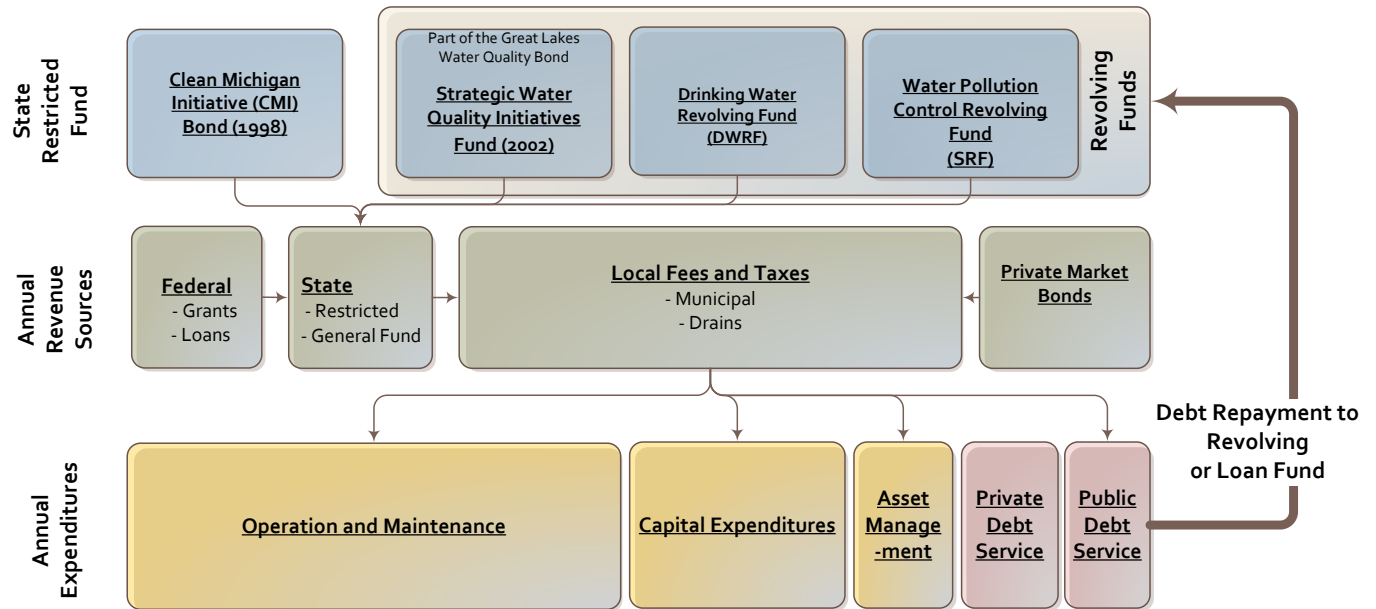 State
Restricted
Fund
Clean Michigan
Initiative (CMI)
Bond (1998)
Part of the Great Lakes
Water Quality Bond
Strategic Water
Quality Initiatives
Fund (2002)
Drinking Water
Revolving Fund
(DWRF)
Water Pollution
Control Revolving
Fund
(SRF)
Revolving
Funds
Annual
Revenue
Sources
Federal
- Grants
- Loans
State
- Restricted
- General Fund
Local Fees and Taxes
- Municipal
- Drains
Private Market
Bonds
Debt Repayment to
Revolving
or Loan Fund
Annual
Expenditures
Operation and Maintenance
Capital Expenditures
Asset
Manage
-ment
Private
Debt
Service
Public
Debt
Service